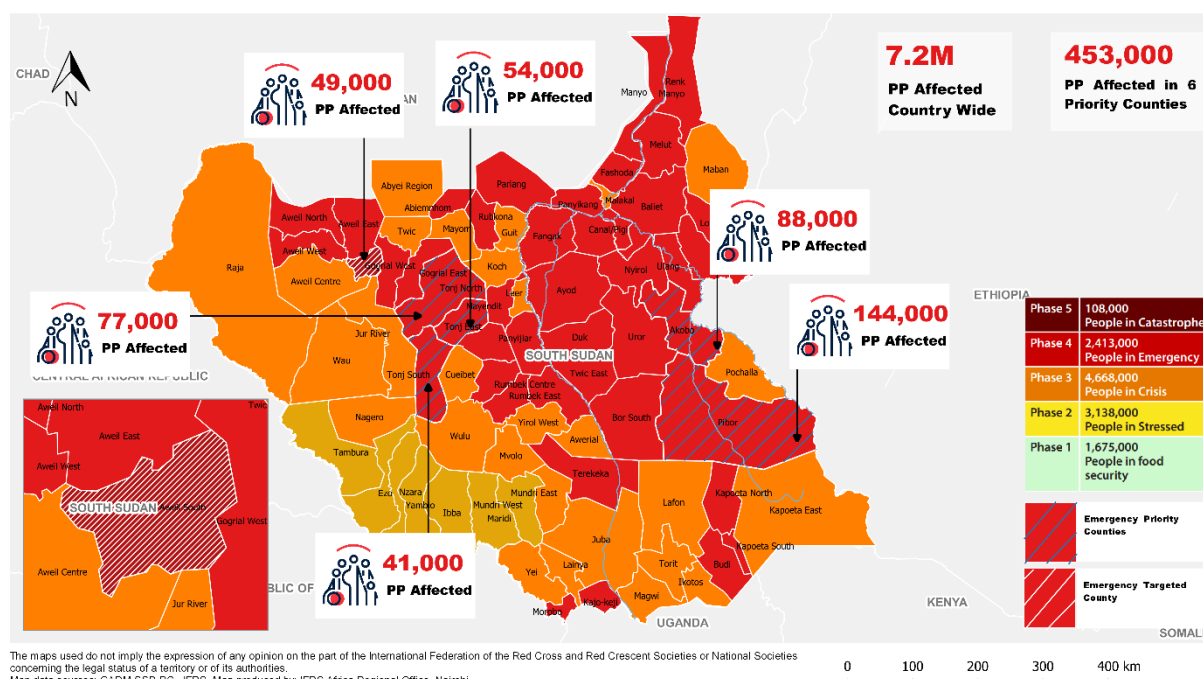 CHAD
N
49,000
PP Affected
AN
54,000
PP Affected
7.2M
PP Affected
Country Wide
453,000
PP Affected in 6
Priority Counties
Renk
Manyo
Manyo
Melut
Maban
Fashoda
Abyei Region
Abiemnhom
Pariang
Panyikang
Malakal
Baliet
Aweil North
Aweil East
Twic
Mayom
Rubkona
Guit
Fangak
Canal/Pigi
88,000
PP Affected
Aweil West
Gogrial West
Gogrial East
Koch
Nyirol
Ulang
Raja
Aweil Centre
Tonj North
Mayendit
Leer
Ayod
ETHIOPIA
144,000
PP Affected
77,000
PP Affected
Jur River
Tonj East
Panyijiar
Duk
Uror
Akobo
Wau
SOUTH SUDAN
Pochalla
CENTRAL AFRICAN REPUBLIC
Tonj South
Cueibet
Rumbek Centre
Rumbek East
Twic East
Nagero
Wulu
Yirol West
Awerial
Bor South
Pibor
Tambura
Mvolo
Terekeka
Ezo
Nzara
Yambio
Ibba
Mundri West
Maridi
Mundri East
Lafon
Kapoeta North
Kapoeta East
Juba
Kapoeta South
41,000
PP Affected
Yei
Lainya
Torit
Ikotos
Budi
Magwi
Morobo
Kajo-keji
UGANDA
KENYA
SOMAL
BLIC OF
Phase 5
108,000
People in Catastrophe
Phase 4
2,413,000
People in Emergency
Phase 3
4,668,000
People in Crisis
Phase 2
3,138,000
People in Stressed
Phase 1
1,675,000
People in food
security
Emergency Priority
Counties
Emergency Targeted
County
Aweil North
Twic
Aweil East
Aweil West
SOUTH SUDAN
Aweil South
Gogrial West
Aweil Centre
Jur River
The maps used do not imply the expression of any opinion on the part of the International Federation of the Red Cross and Red Crescent Societies or National Societies
concerning the legal status of a territory or of its authorities.
0 100 200 300 400 km